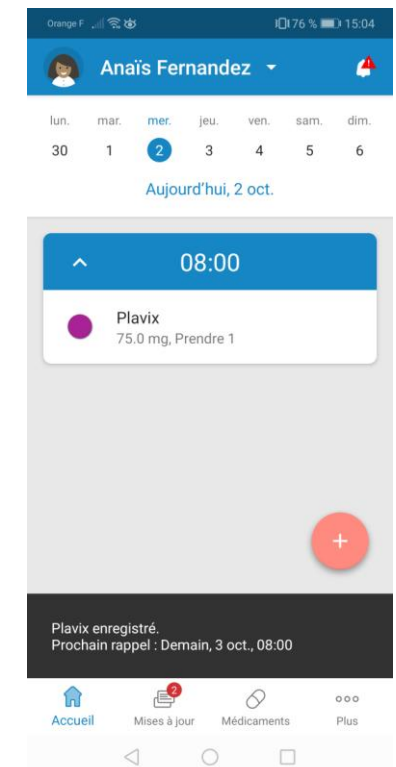 Orange F 76 % 15:04
Anaïs Fernandez
lun. mar. mer. jeu. ven. sam. dim.
30 1 2 3 4 5 6
Aujourd'hui, 2 oct.
08:00
Plavix
75.0 mg, Prendre 1
+
Plavix enregistré.
Prochain rappel : Demain, 3 oct., 08:00
2
Accueil Mises à jour Médicaments Plus